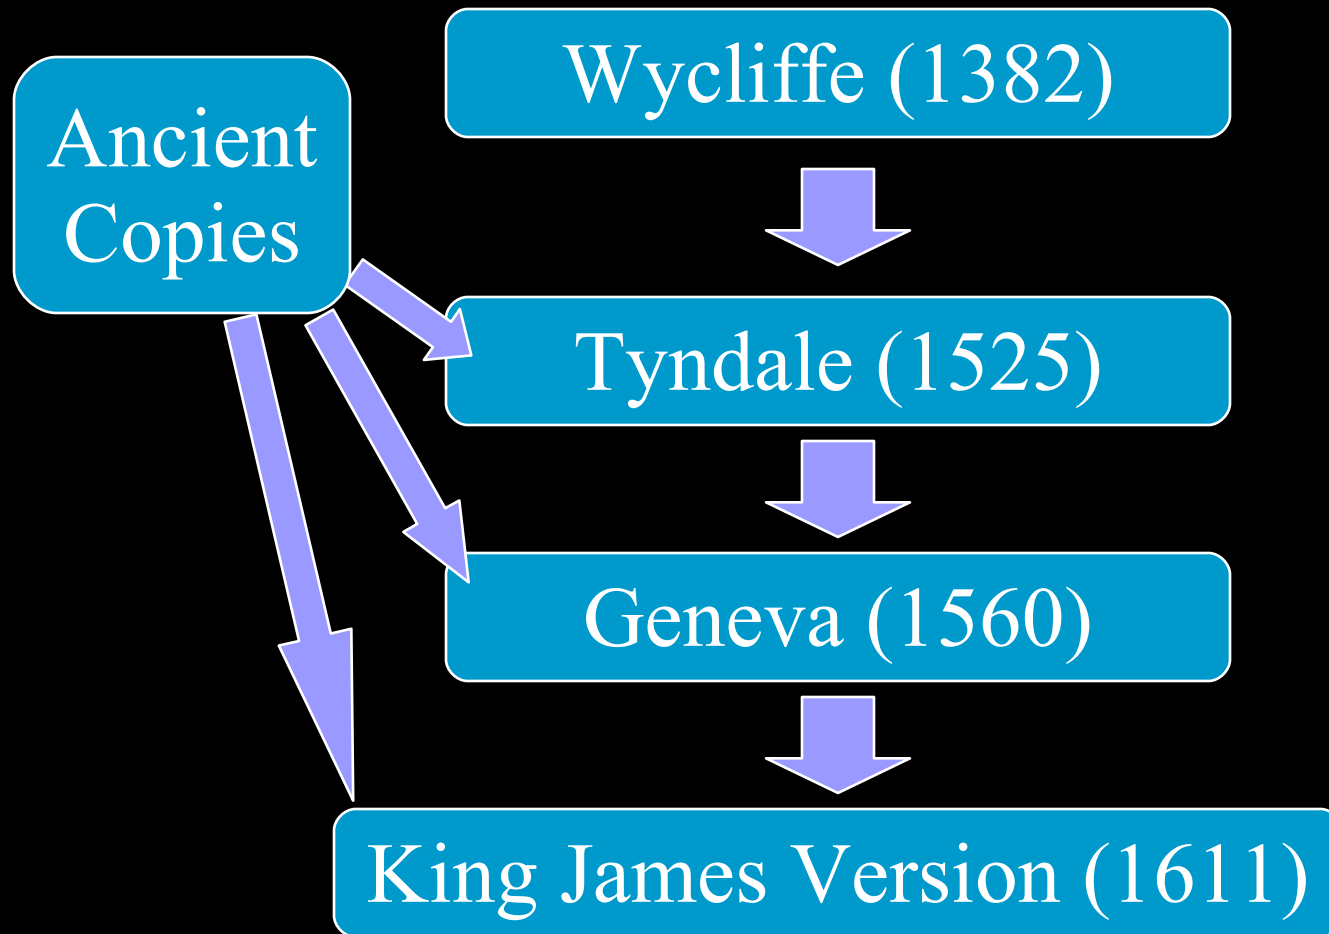 Ancient
Copies
Wycliffe (1382)
Tyndale (1525)
Geneva (1560)
King James Version (1611)